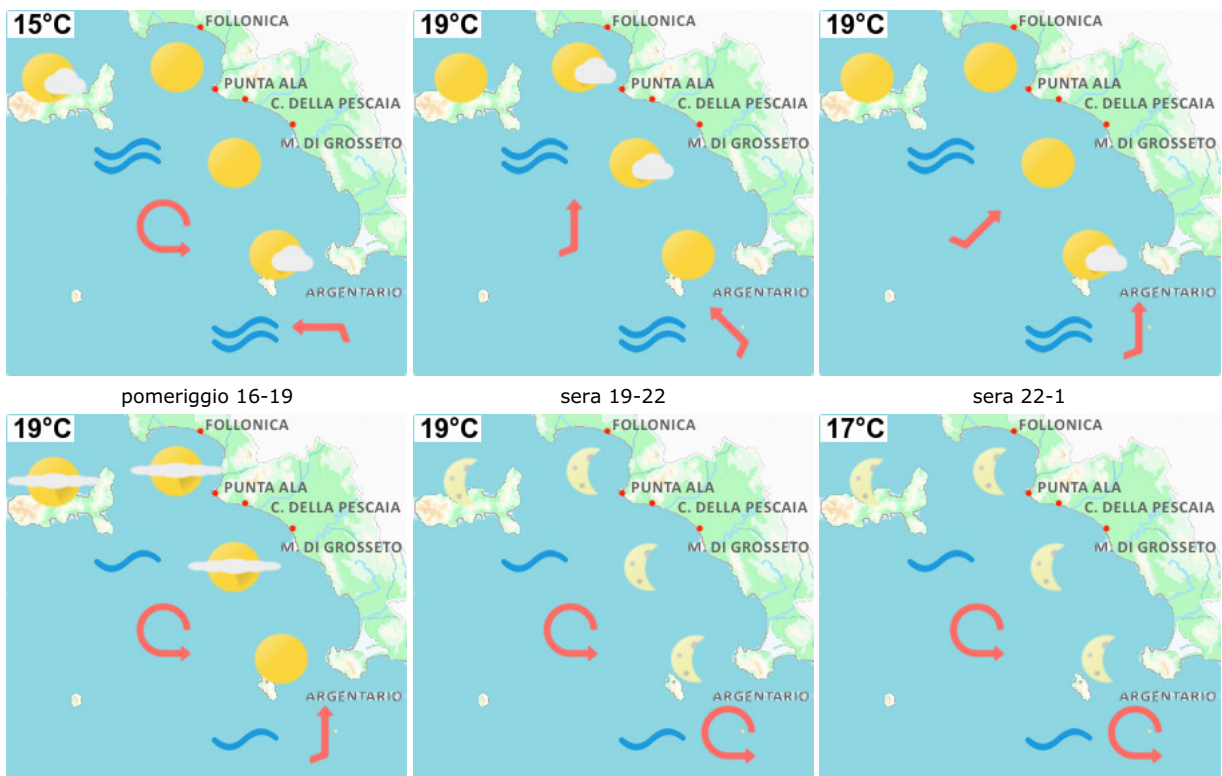 15°C
FOLLONICA
PUNTA ALA
C. DELLA PESCAIA
M. DI GROSSETO
ARGENTARIO
19°C
FOLLONICA
PUNTA ALA
C. DELLA PESCAIA
M. DI GROSSETO
ARGENTARIO
19°C
FOLLONICA
PUNTA ALA
C. DELLA PESCAIA
M. DI GROSSETO
ARGENTARIO
pomeriggio 16-19
sera 19-22
sera 22-1
19°C
FOLLONICA
PUNTA ALA
C. DELLA PESCAIA
M. DI GROSSETO
ARGENTARIO
19°C
FOLLONICA
PUNTA ALA
C. DELLA PESCAIA
M. DI GROSSETO
ARGENTARIO
17°C
FOLLONICA
PUNTA ALA
C. DELLA PESCAIA
M. DI GROSSETO
ARGENTARIO